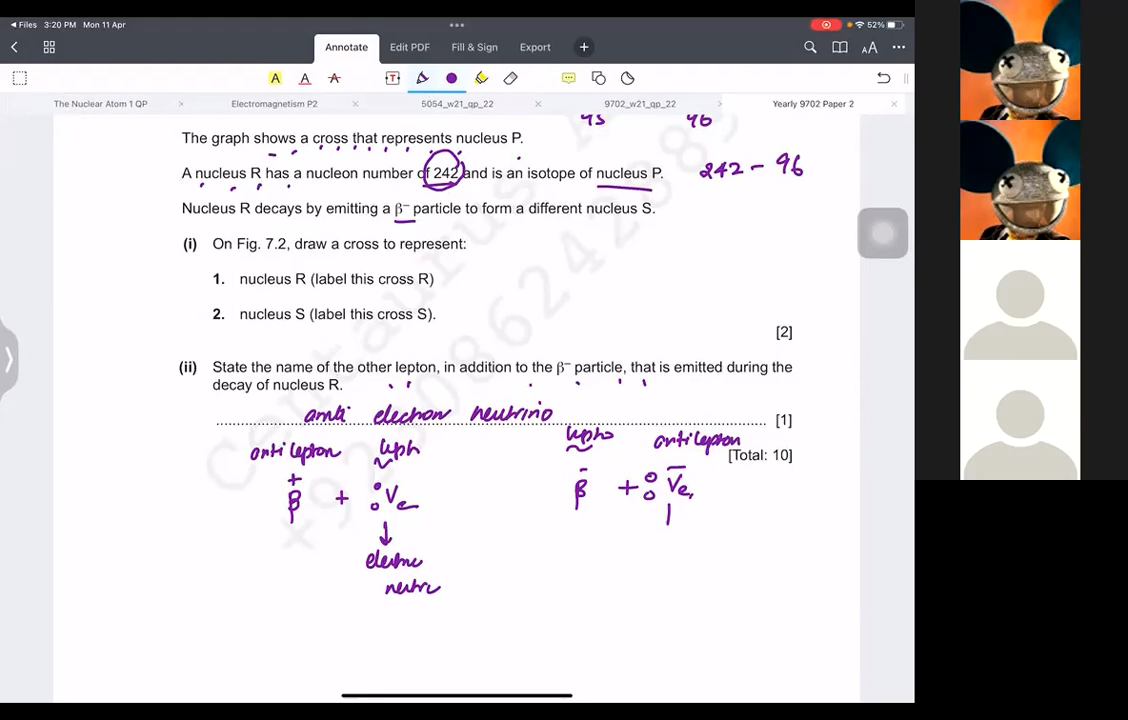 Files 3:20 PM Mon 11 Apr 52%
Annotate Edit PDF Fill & Sign Export
The Nuclear Atom 1 QP Electromagnetism P2 5054_w21_qp_22 9702_w21_qp_22 Yearly 9702 Paper 2
The graph shows a cross that represents nucleus P.
A nucleus R has a nucleon number of 242 and is an isotope of nucleus P. 242 - 96
Nucleus R decays by emitting a β⁻ particle to form a different nucleus S.
(i) On Fig. 7.2, draw a cross to represent:
1. nucleus R (label this cross R)
2. nucleus S (label this cross S).
[2]
(ii) State the name of the other lepton, in addition to the β⁻ particle, that is emitted during the
decay of nucleus R.
anti electron neutrino [1]
anti lepton antilepton
[Total: 10]
β⁺ + ⁰₀Ve β⁻ + ⁰₀V̅e
Centaurus